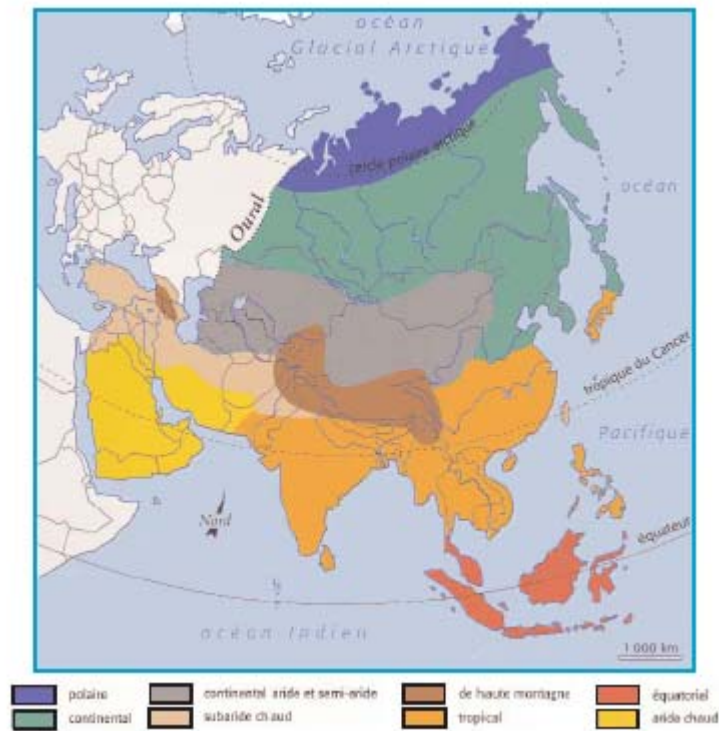 océan
Glacial Arctique
cercle polaire arctique
Oural
océan
tropique du Cancer
Pacifique
Nord
équateur
océan Indien
1 000 km
polaire
continental aride et semi-aride
de haute montagne
équatoriel
continental
subaride chaud
tropical
aride chaud